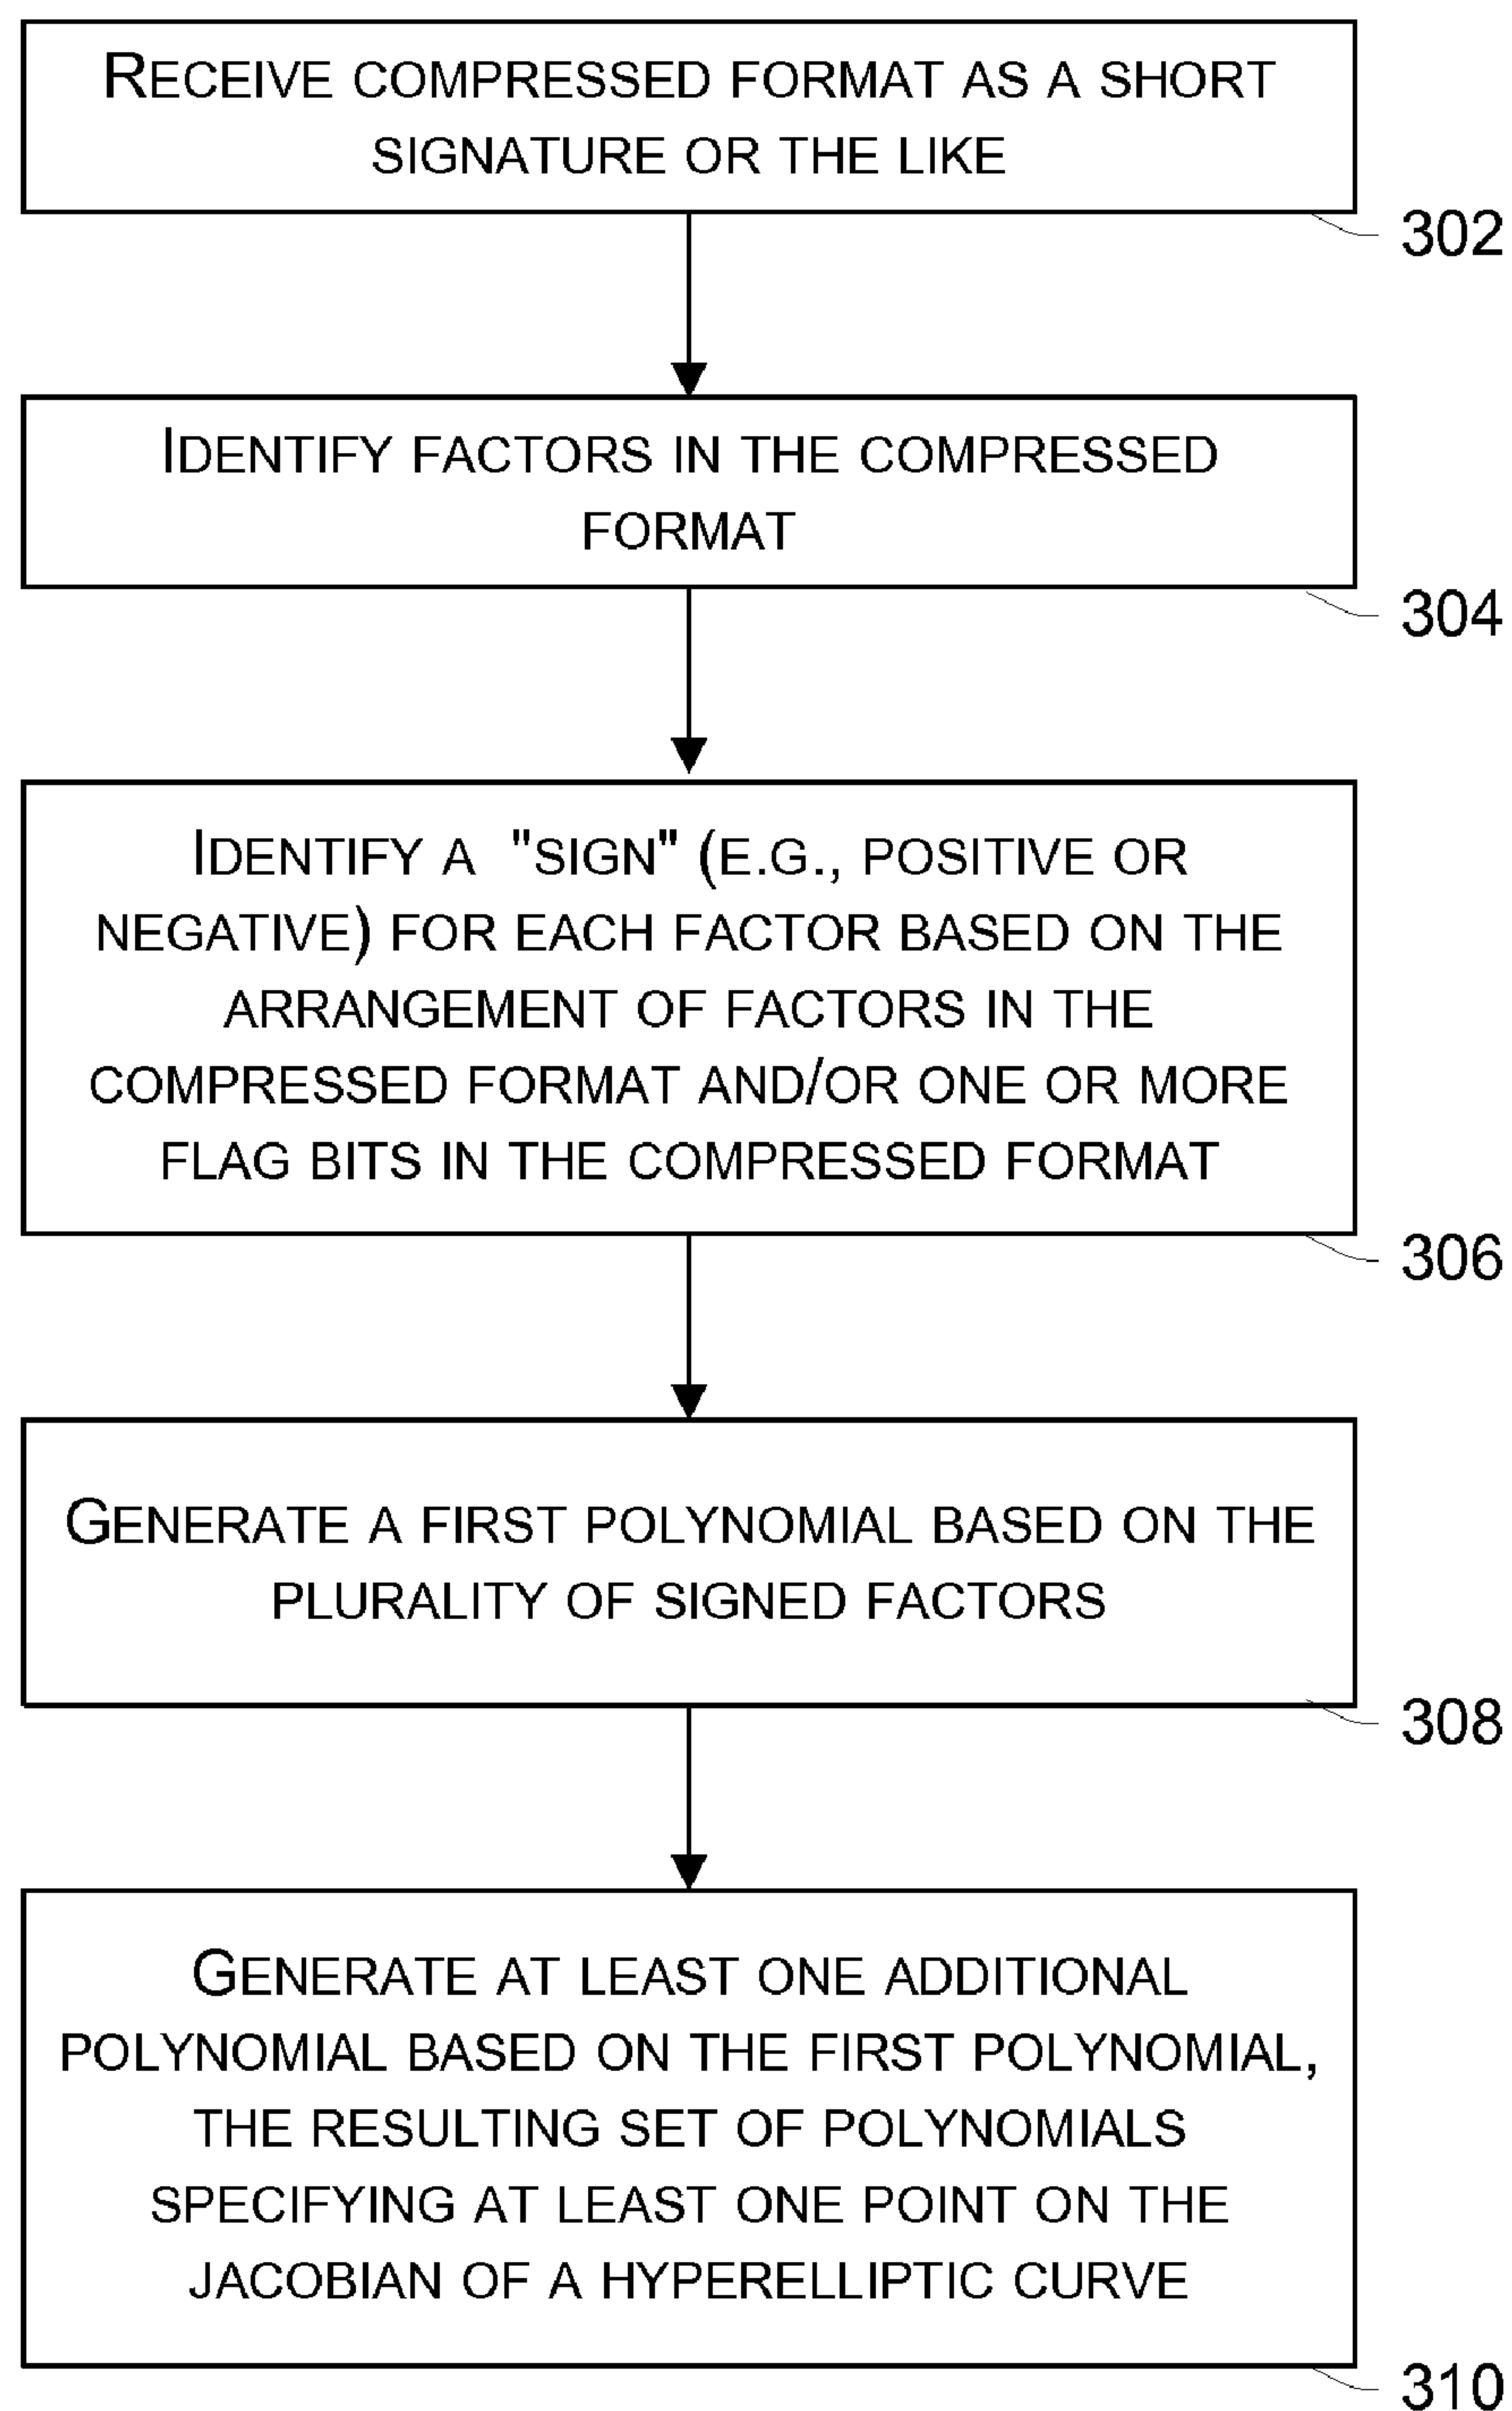 RECEIVE COMPRESSED FORMAT AS A SHORT
SIGNATURE OR THE LIKE
302
IDENTIFY FACTORS IN THE COMPRESSED
FORMAT
304
IDENTIFY A "SIGN" (E.G., POSITIVE OR
NEGATIVE) FOR EACH FACTOR BASED ON THE
ARRANGEMENT OF FACTORS IN THE
COMPRESSED FORMAT AND/OR ONE OR MORE
FLAG BITS IN THE COMPRESSED FORMAT
306
GENERATE A FIRST POLYNOMIAL BASED ON THE
PLURALITY OF SIGNED FACTORS
308
GENERATE AT LEAST ONE ADDITIONAL
POLYNOMIAL BASED ON THE FIRST POLYNOMIAL,
THE RESULTING SET OF POLYNOMIALS
SPECIFYING AT LEAST ONE POINT ON THE
JACOBIAN OF A HYPERELLIPTIC CURVE
310